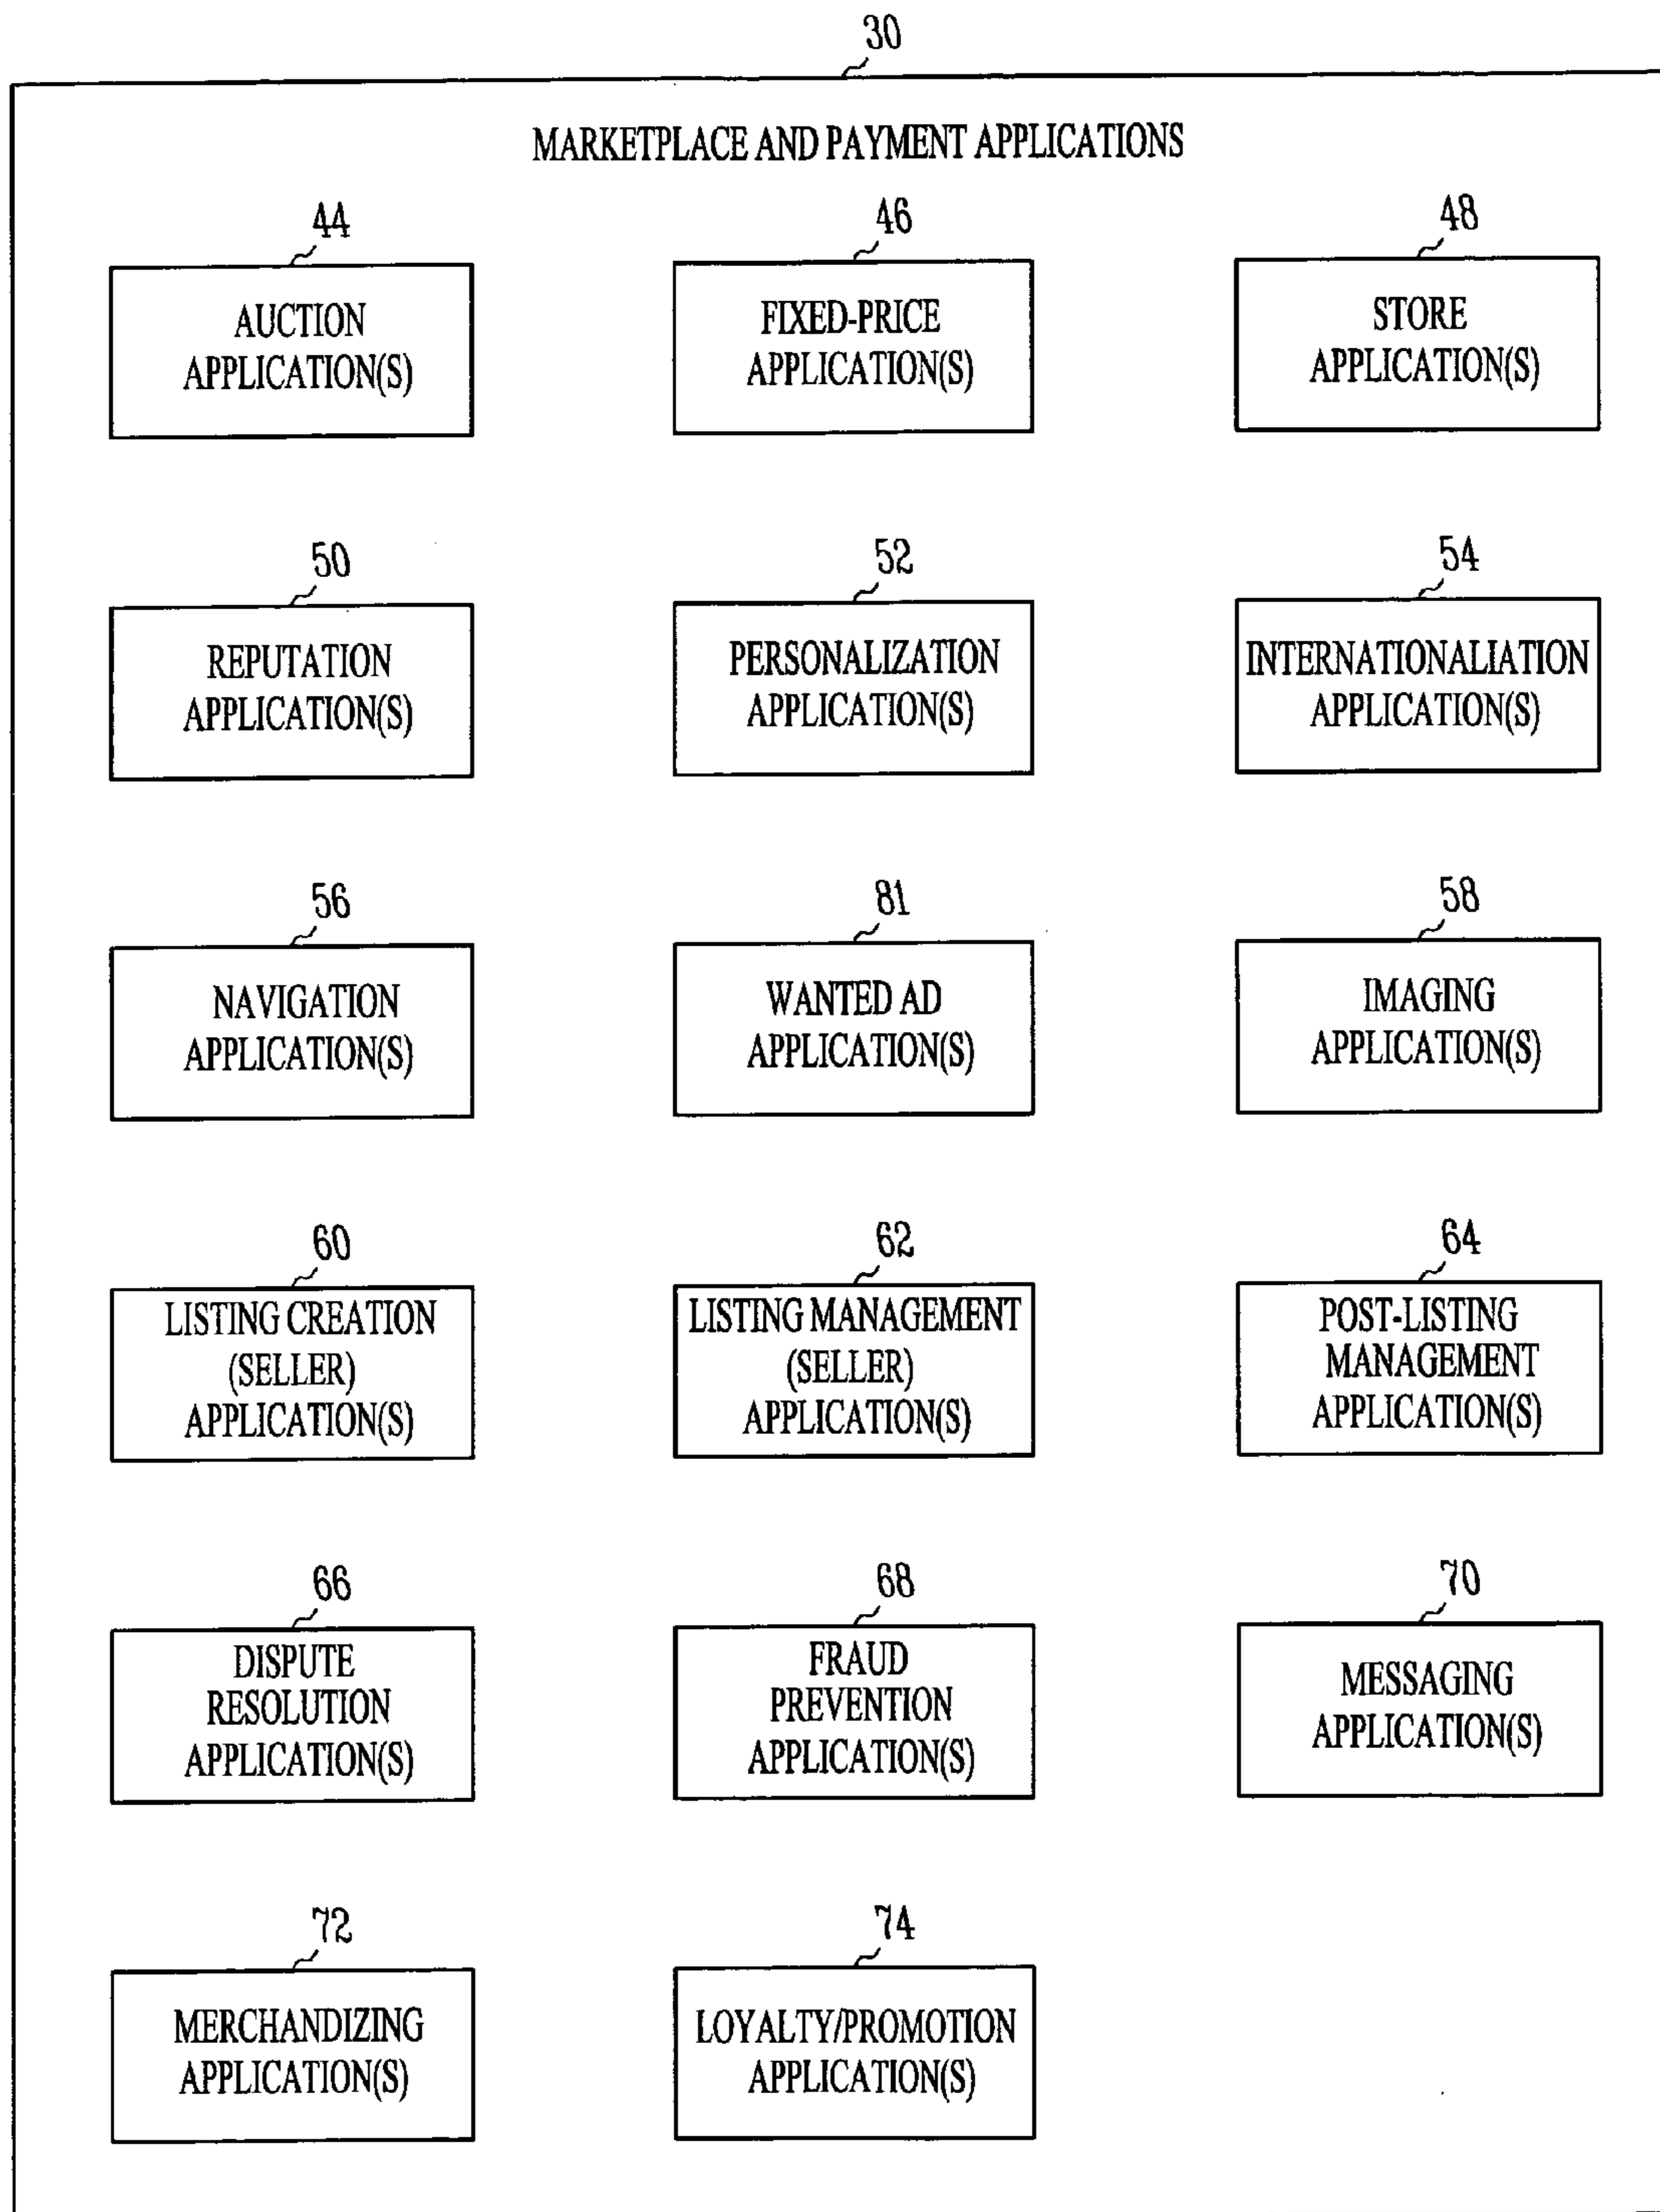 30
MARKETPLACE AND PAYMENT APPLICATIONS
44
AUCTION
APPLICATION(S)
46
FIXED-PRICE
APPLICATION(S)
48
STORE
APPLICATION(S)
50
REPUTATION
APPLICATION(S)
52
PERSONALIZATION
APPLICATION(S)
54
INTERNATIONALIATION
APPLICATION(S)
56
NAVIGATION
APPLICATION(S)
81
WANTED AD
APPLICATION(S)
58
IMAGING
APPLICATION(S)
60
LISTING CREATION
(SELLER)
APPLICATION(S)
62
LISTING MANAGEMENT
(SELLER)
APPLICATION(S)
64
POST-LISTING
MANAGEMENT
APPLICATION(S)
66
DISPUTE
RESOLUTION
APPLICATION(S)
68
FRAUD
PREVENTION
APPLICATION(S)
70
MESSAGING
APPLICATION(S)
72
MERCHANDIZING
APPLICATION(S)
74
LOYALTY/PROMOTION
APPLICATION(S)